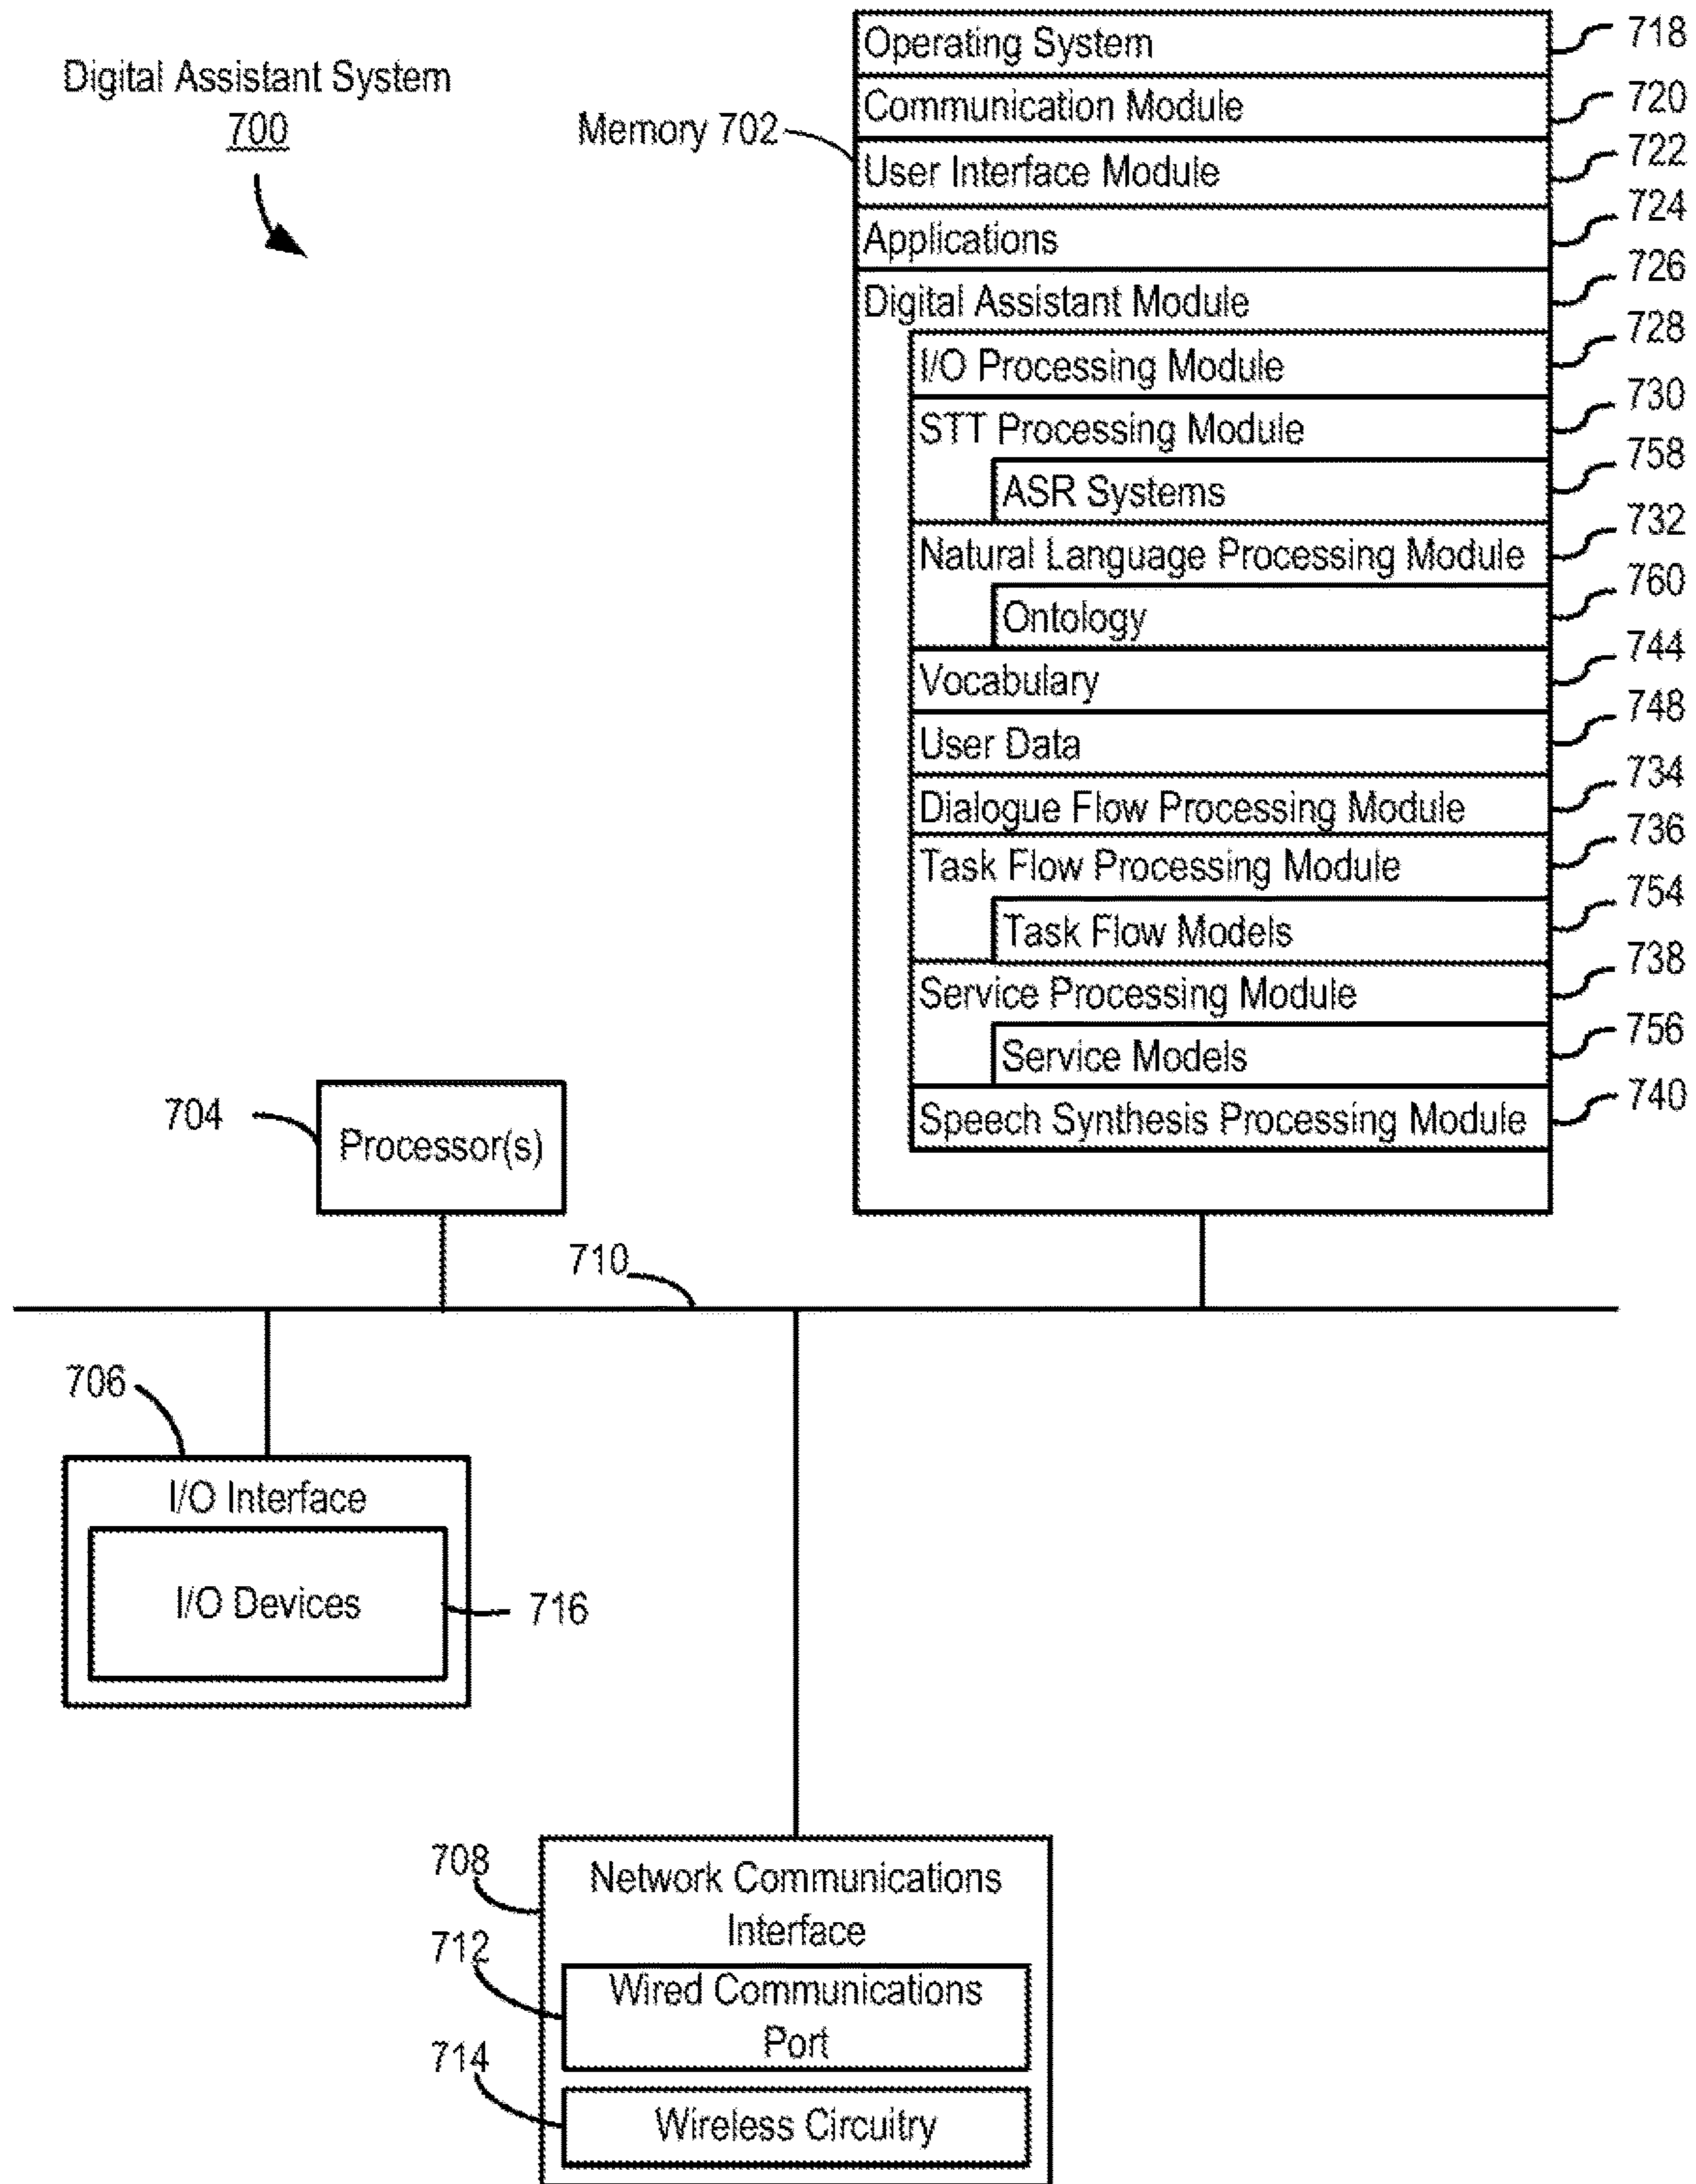 Digital Assistant System
700
Memory 702
Operating System 718
Communication Module 720
User Interface Module 722
Applications 724
Digital Assistant Module 726
I/O Processing Module 728
STT Processing Module 730
ASR Systems 758
Natural Language Processing Module 732
Ontology 760
Vocabulary 744
User Data 748
Dialogue Flow Processing Module 734
Task Flow Processing Module 736
Task Flow Models 754
Service Processing Module 738
Service Models 756
Speech Synthesis Processing Module 740
704
Processor(s)
710
706
I/O Interface
I/O Devices
716
708
Network Communications
Interface
712
Wired Communications
Port
714
Wireless Circuitry